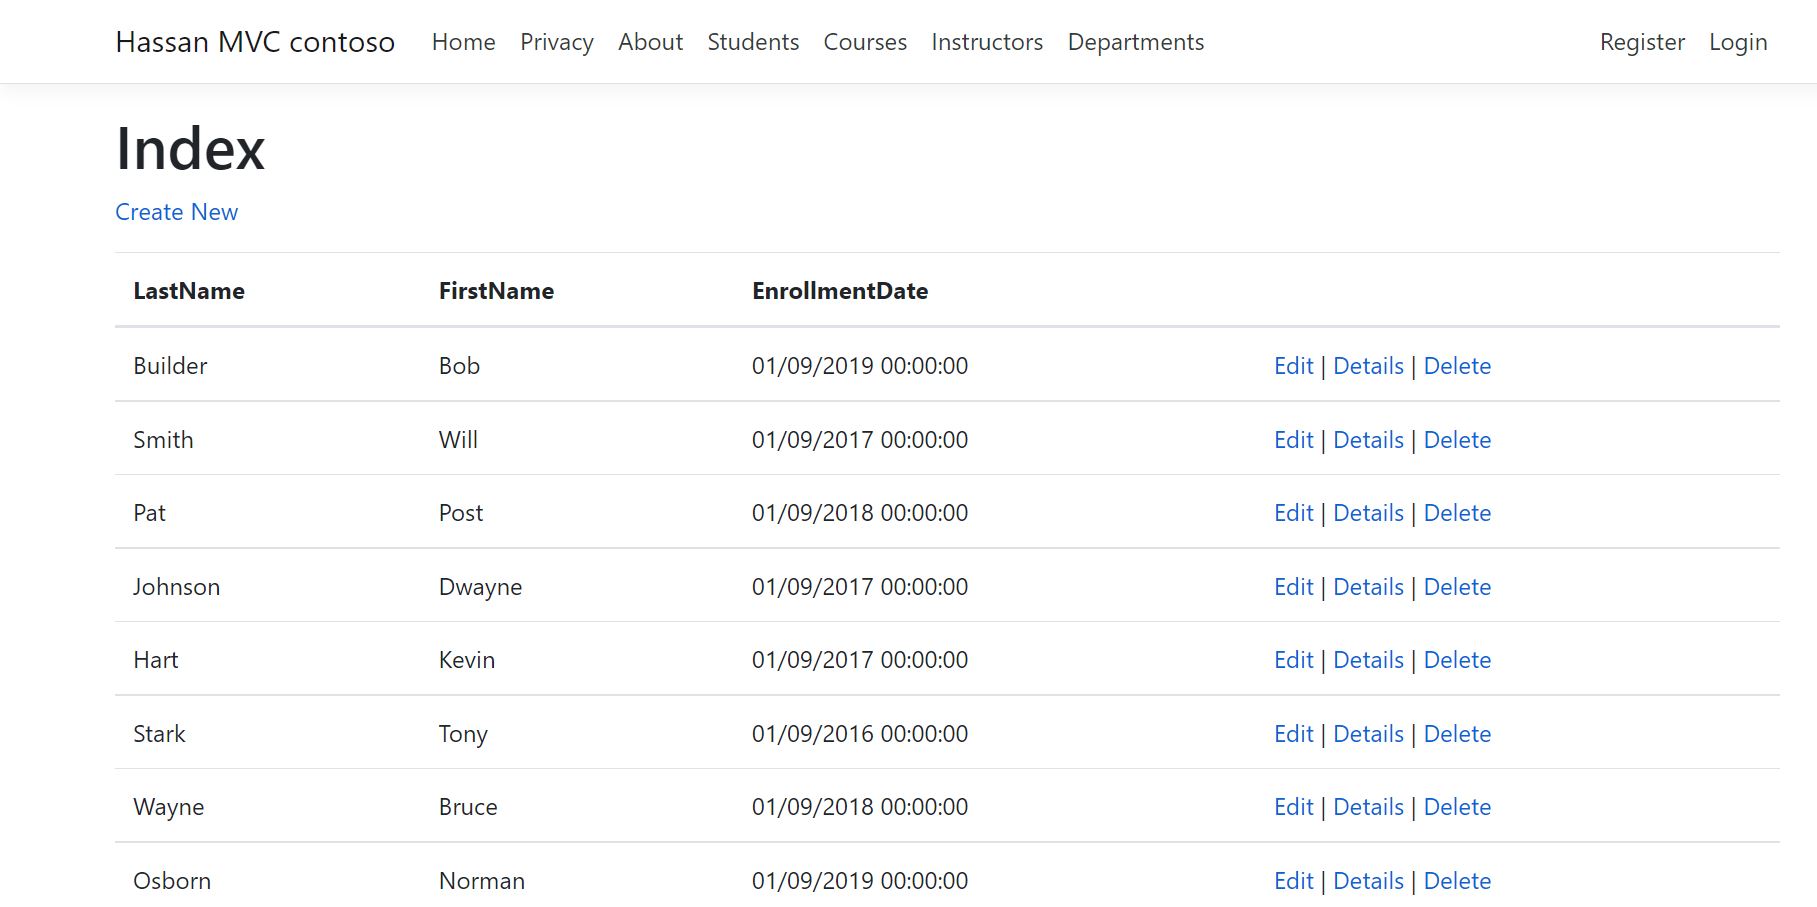 Hassan MVC contoso Home Privacy About Students Courses Instructors Departments Register Login
Index
Create New
LastName FirstName EnrollmentDate
Builder Bob 01/09/2019 00:00:00 Edit | Details | Delete
Smith Will 01/09/2017 00:00:00 Edit | Details | Delete
Pat Post 01/09/2018 00:00:00 Edit | Details | Delete
Johnson Dwayne 01/09/2017 00:00:00 Edit | Details | Delete
Hart Kevin 01/09/2017 00:00:00 Edit | Details | Delete
Stark Tony 01/09/2016 00:00:00 Edit | Details | Delete
Wayne Bruce 01/09/2018 00:00:00 Edit | Details | Delete
Osborn Norman 01/09/2019 00:00:00 Edit | Details | Delete